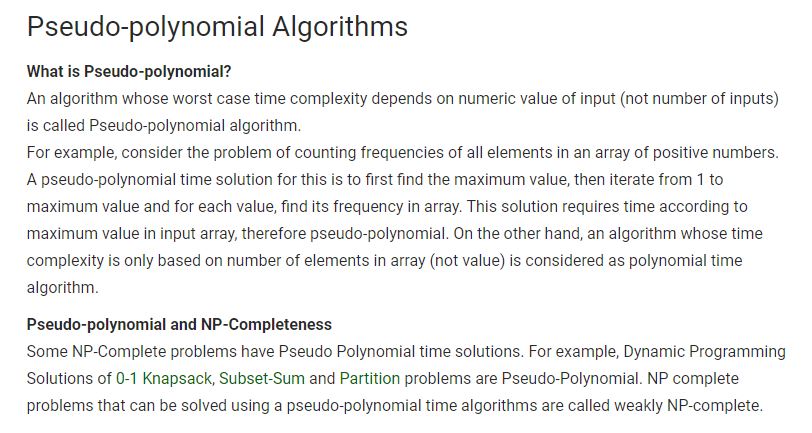 Pseudo-polynomial Algorithms
What is Pseudo-polynomial?
An algorithm whose worst case time complexity depends on numeric value of input (not number of inputs)
is called Pseudo-polynomial algorithm.
For example, consider the problem of counting frequencies of all elements in an array of positive numbers.
A pseudo-polynomial time solution for this is to first find the maximum value, then iterate from 1 to
maximum value and for each value, find its frequency in array. This solution requires time according to
maximum value in input array, therefore pseudo-polynomial. On the other hand, an algorithm whose time
complexity is only based on number of elements in array (not value) is considered as polynomial time
algorithm.
Pseudo-polynomial and NP-Completeness
Some NP-Complete problems have Pseudo Polynomial time solutions. For example, Dynamic Programming
Solutions of 0-1 Knapsack, Subset-Sum and Partition problems are Pseudo-Polynomial. NP complete
problems that can be solved using a pseudo-polynomial time algorithms are called weakly NP-complete.